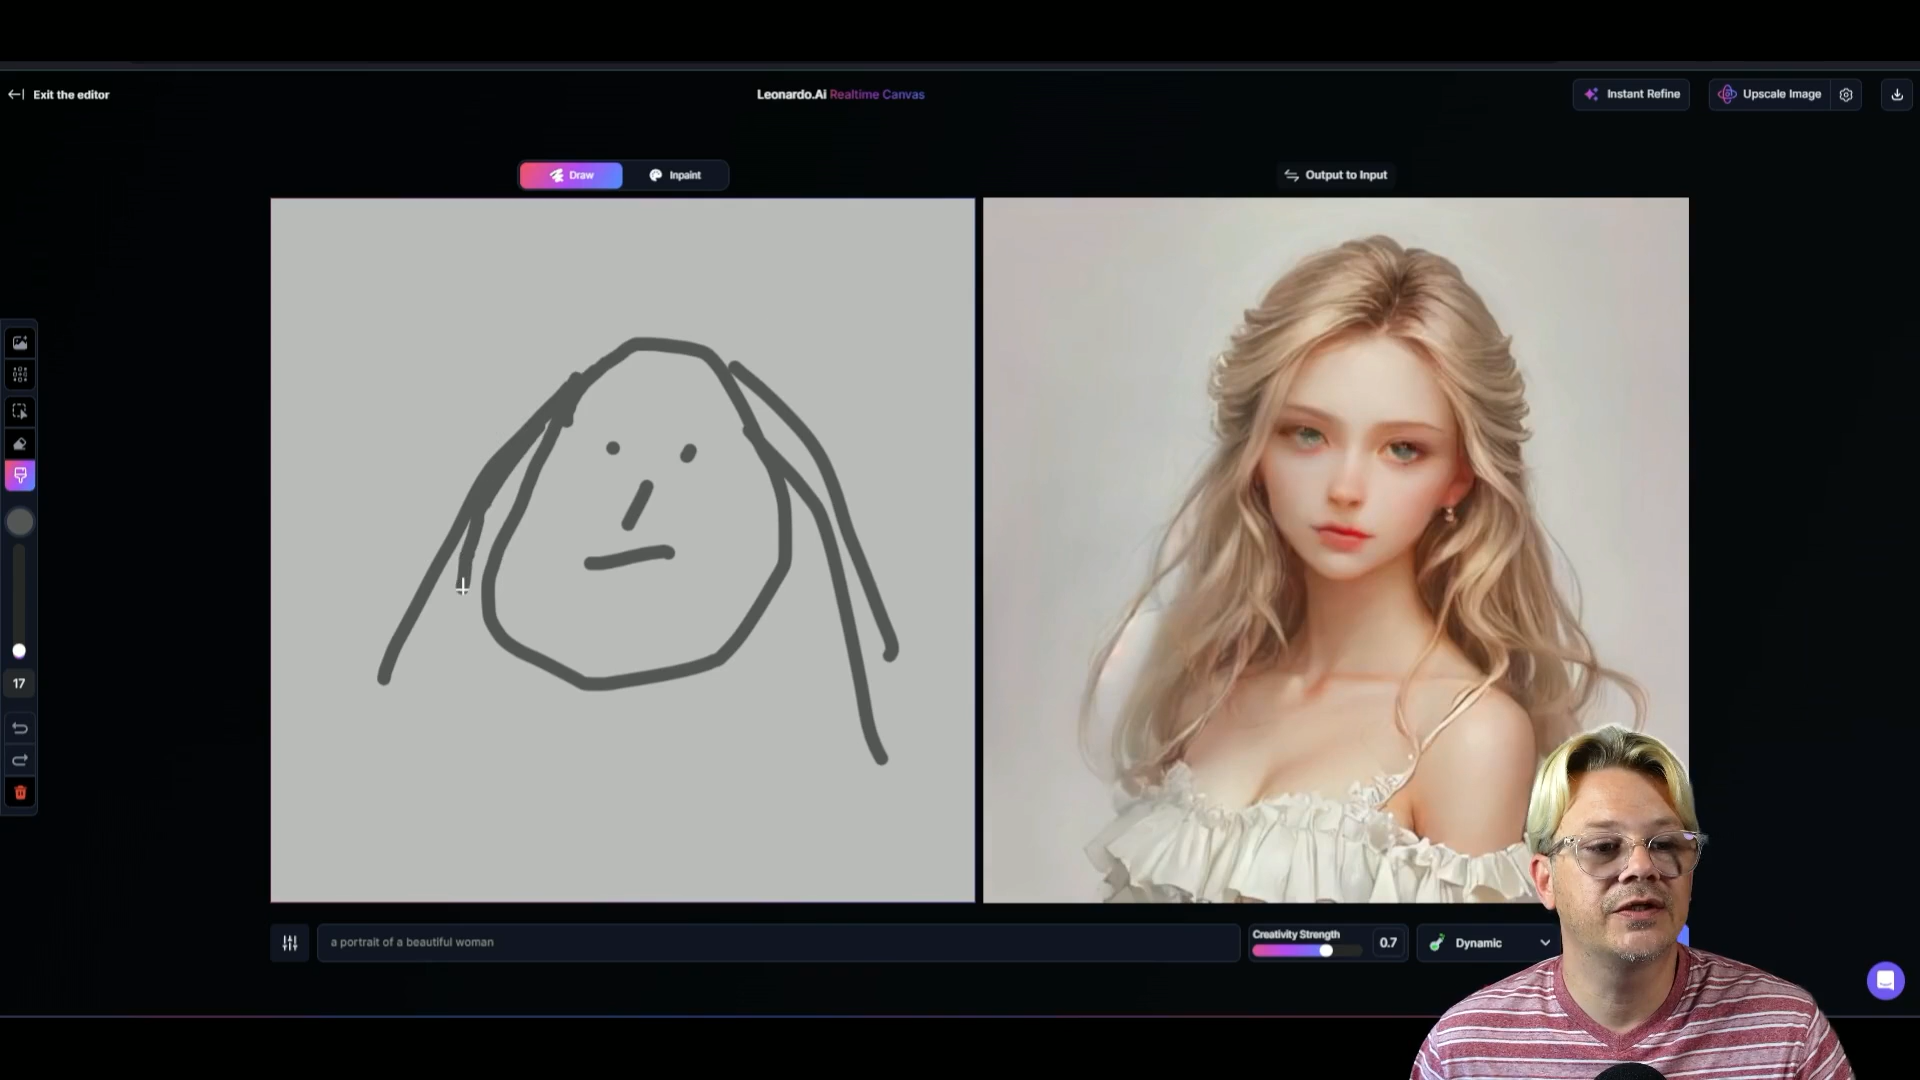 Exit the editor
Leonardo.Ai Realtime Canvas
Instant Refine
Upscale Image
Draw
Inpaint
Output to Input
17
a portrait of a beautiful woman
Creativity Strength
0.7
Dynamic